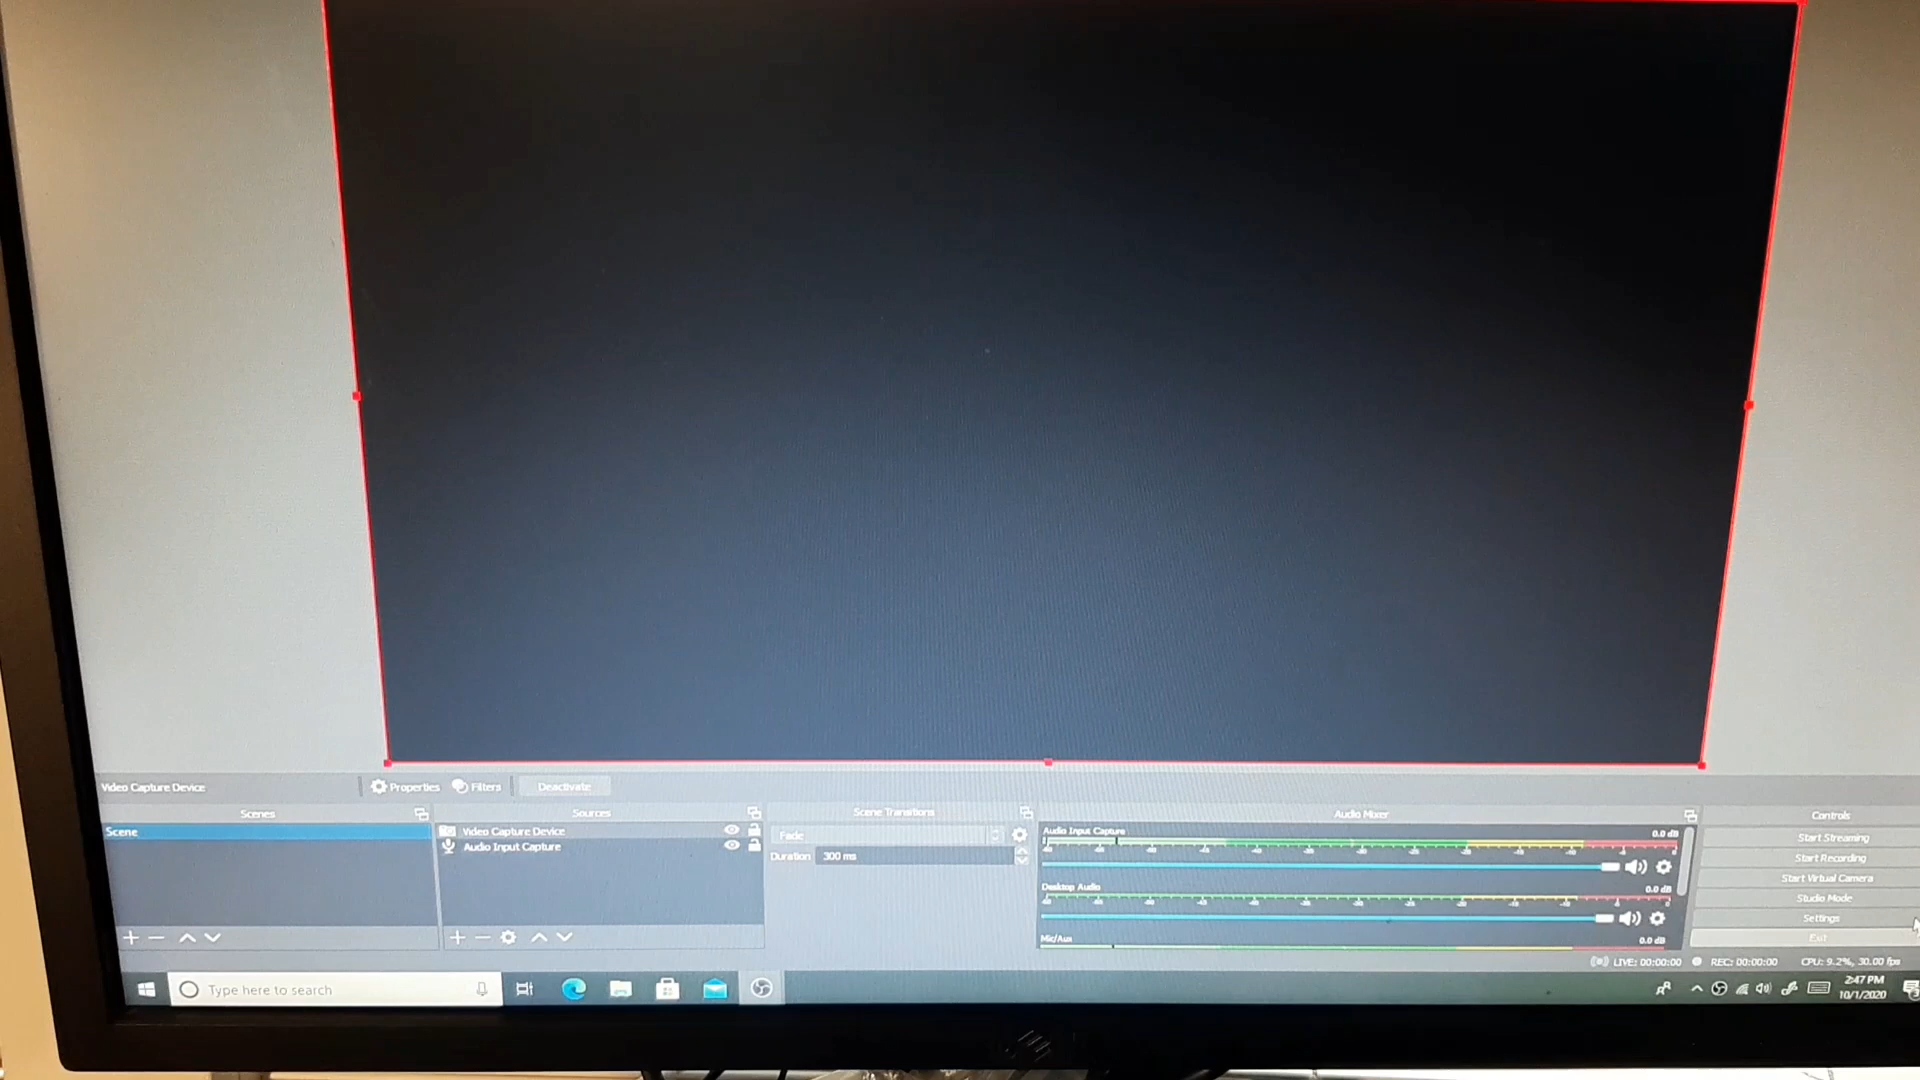 Video Capture Device
Properties
Filters
Deactivate
Scenes
Scene
Sources
Video Capture Device
Audio Input Capture
Scene Transitions
Fade
Duration 300 ms
Audio Mixer
Audio Input Capture 0.0 dB
Desktop Audio 0.0 dB
Mic/Aux 0.0 dB
Controls
Start Streaming
Start Recording
Start Virtual Camera
Studio Mode
Settings
Exit
LIVE: 00:00:00
REC: 00:00:00
CPU: 9.2%, 30.00 fps
Type here to search
2:47 PM
10/1/2020